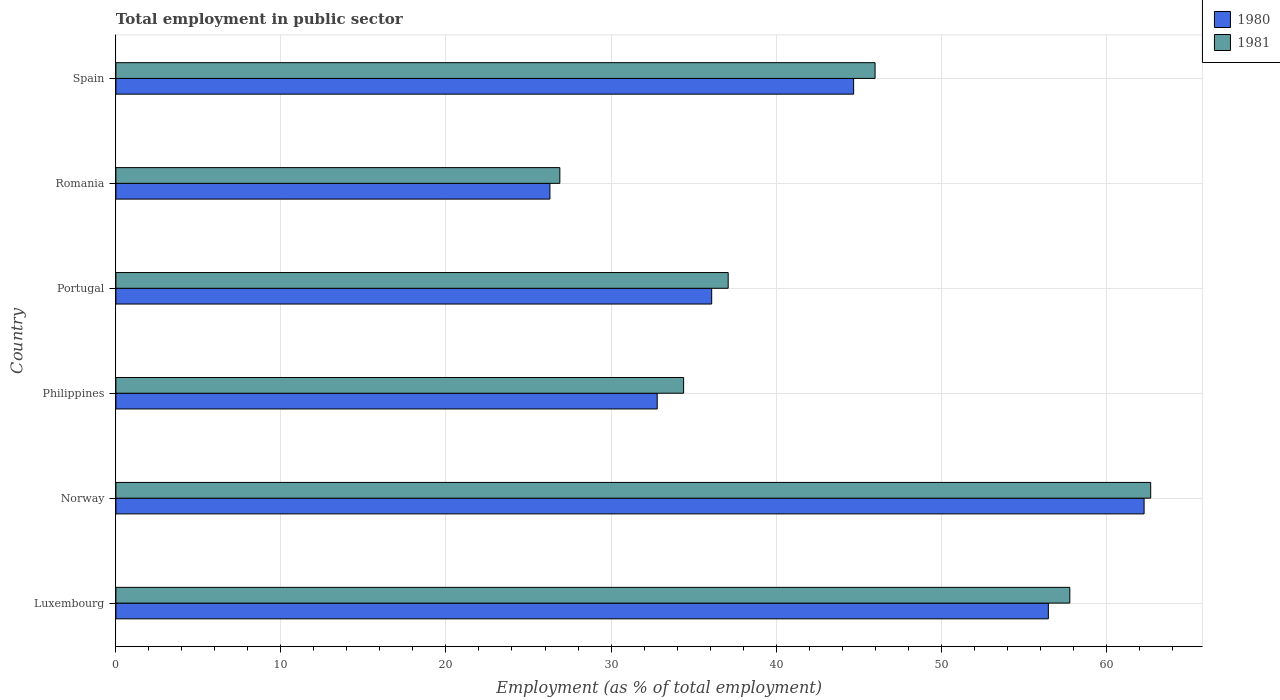 Total employment in public sector
1980
1981
Spain
Romania
Portugal
Philippines
Norway
Luxembourg
Country
10
20
30
40
50
60
Employment (as % of total employment)